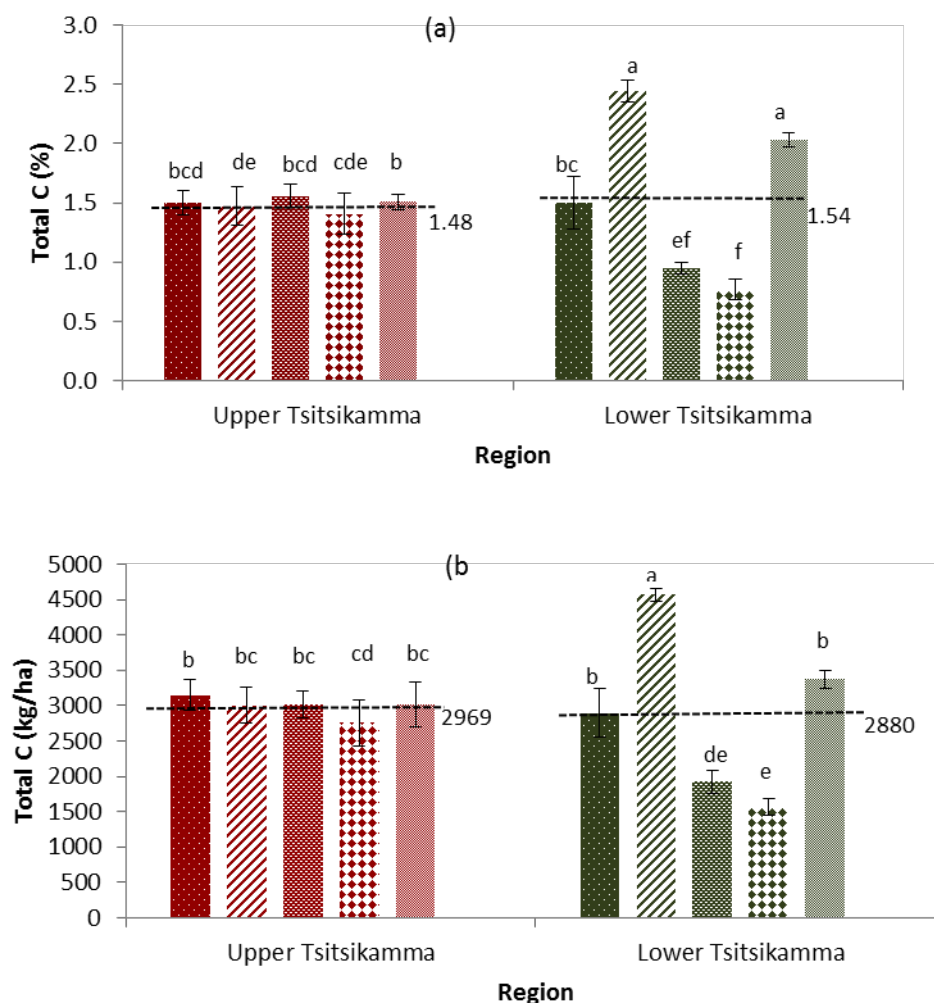 (a)
3.0
2.5
2.0
1.5
1.0
0.5
0.0
Total C (%)
bcd
de
bcd
cde
b
1.48
bc
a
ef
f
a
1.54
Upper Tsitsikamma
Lower Tsitsikamma
Region
(b
5000
4500
4000
3500
3000
2500
2000
1500
1000
500
0
Total C (kg/ha)
b
bc
bc
cd
bc
2969
b
a
de
e
b
2880
Upper Tsitsikamma
Lower Tsitsikamma
Region